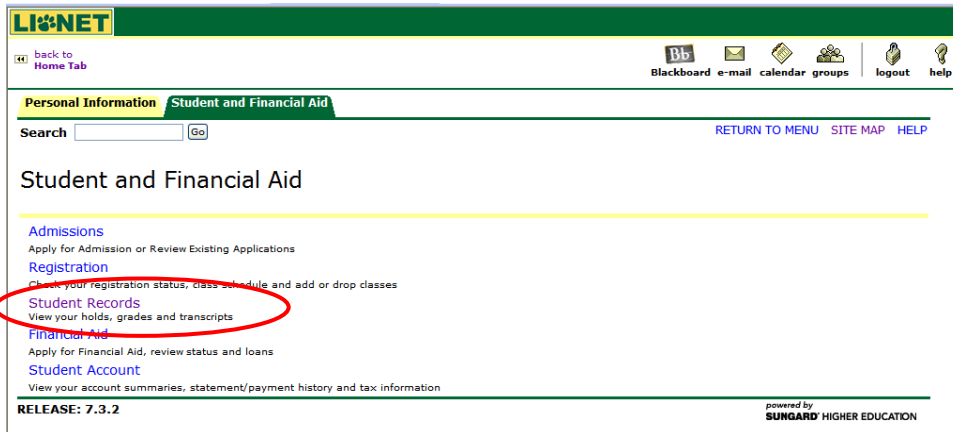 LIONET
back to
Home Tab
Bb
Blackboard e-mail calendar groups logout help
Personal Information Student and Financial Aid
Search Go RETURN TO MENU SITE MAP HELP
Student and Financial Aid
Admissions
Apply for Admission or Review Existing Applications
Registration
Check your registration status, class schedule and add or drop classes
Student Records
View your holds, grades and transcripts
Financial Aid
Apply for Financial Aid, review status and loans
Student Account
View your account summaries, statement/payment history and tax information
RELEASE: 7.3.2
powered by
SUNGARD' HIGHER EDUCATION